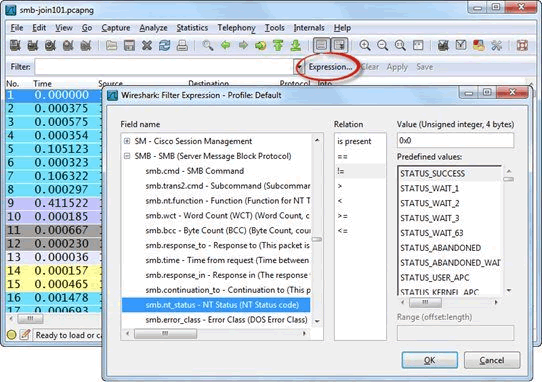 smb-join101.pcapng
File Edit View Go Capture Analyze Statistics Telephony Tools Internals Help
Filter: Expression... Clear Apply Save
No. Time Source Destination Protocol Info
1 0.000000
2 0.000375
3 0.000575
4 0.000354
5 0.105123
6 0.000323
7 0.106322
8 0.000297
9 0.411522
10 0.000185
11 0.000667
12 0.000230
13 0.000036
14 0.000157
15 0.000465
16 0.001478
17 0.000693
Ready to load or ca
Wireshark: Filter Expression - Profile: Default
Field name
SM - Cisco Session Management
SMB - SMB (Server Message Block Protocol)
smb.cmd - SMB Command
smb.trans2.cmd - Subcommand (Subcommand
smb.nt.function - Function (Function for NT T
smb.wct - Word Count (WCT) (Word Count, c
smb.bcc - Byte Count (BCC) (Byte Count, cou
smb.response_to - Response to (This packet is
smb.time - Time from request (Time between
smb.response_in - Response in (The response
smb.continuation_to - Continuation to (This p
smb.nt_status - NT Status (NT Status code)
smb.error_class - Error Class (DOS Error Class)
Relation
is present
==
!=
>
<
>=
<=
Value (Unsigned integer, 4 bytes)
0x0
Predefined values:
STATUS_SUCCESS
STATUS_WAIT_1
STATUS_WAIT_2
STATUS_WAIT_3
STATUS_WAIT_63
STATUS_ABANDONED
STATUS_ABANDONED_WAI
STATUS_USER_APC
STATUS_KERNEL_APC
Range (offset:length)
OK Cancel